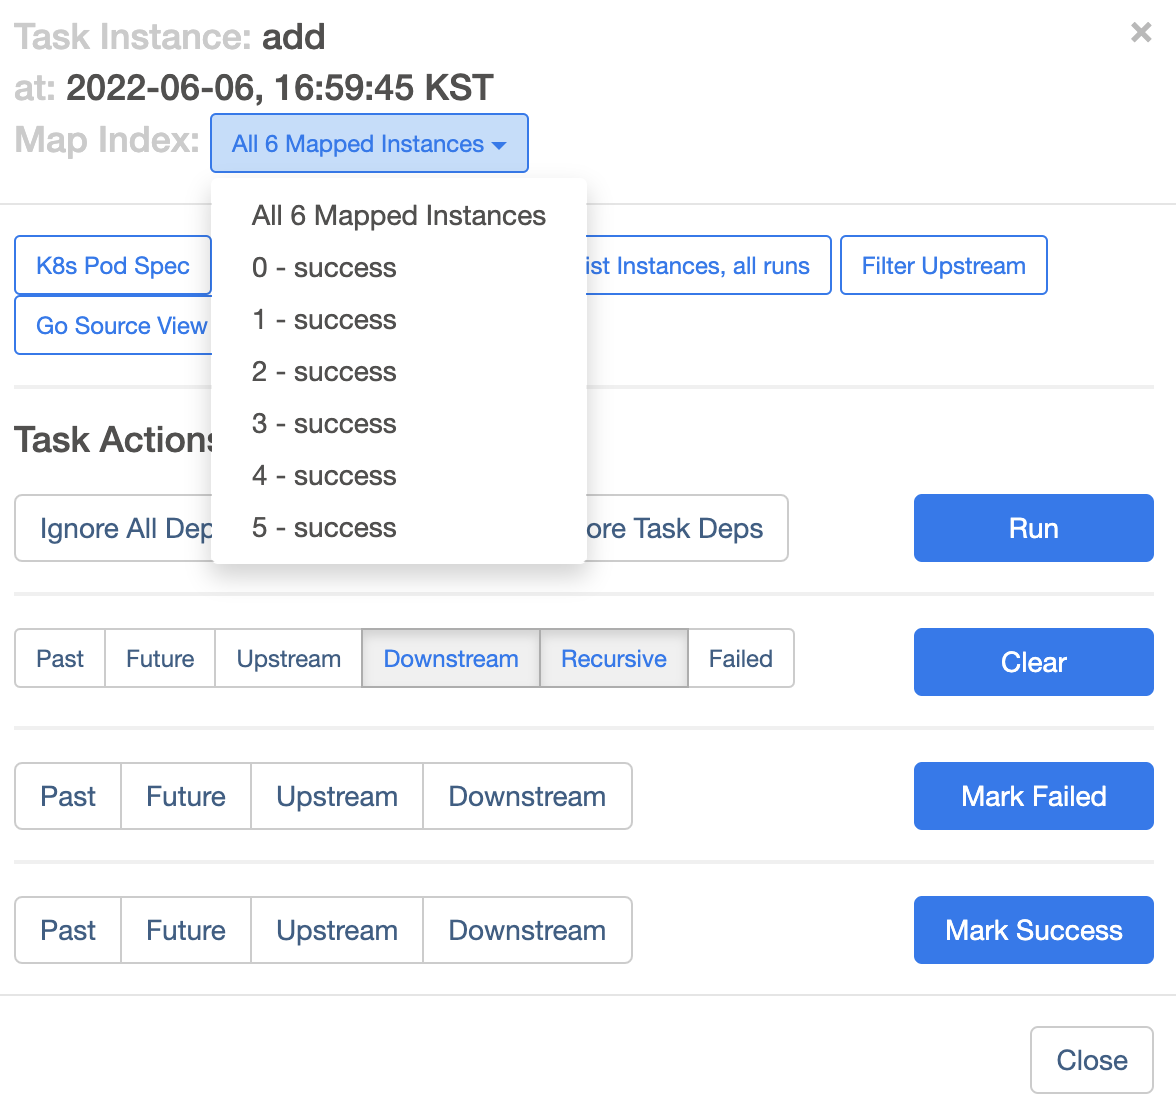 Task Instance: add
at: 2022-06-06, 16:59:45 KST
Map Index: All 6 Mapped Instances
All 6 Mapped Instances
0 - success
1 - success
2 - success
3 - success
4 - success
5 - success
K8s Pod Spec ist Instances, all runs Filter Upstream
Go Source View
Task Actions
Ignore All Dep ore Task Deps Run
Past Future Upstream Downstream Recursive Failed Clear
Past Future Upstream Downstream Mark Failed
Past Future Upstream Downstream Mark Success
Close